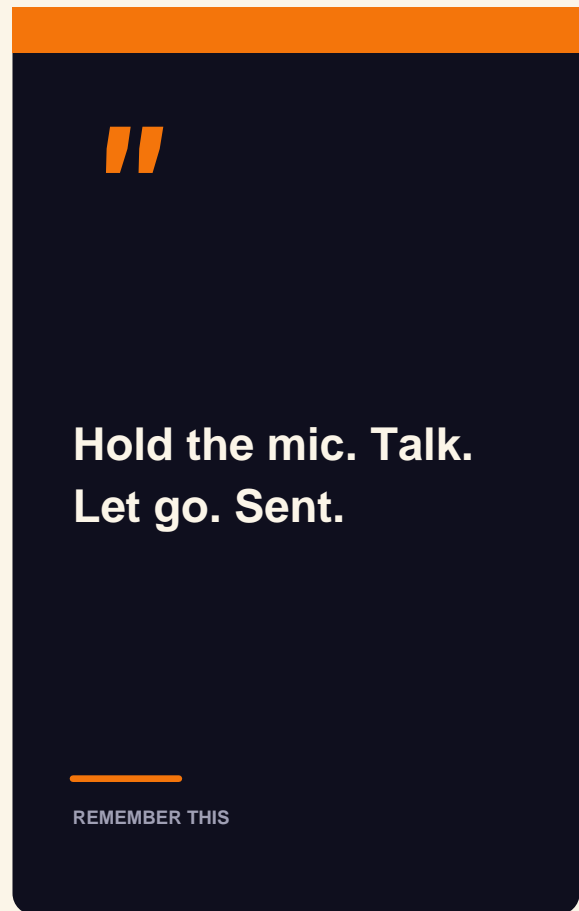 "
Hold the mic. Talk.
Let go. Sent.
REMEMBER THIS